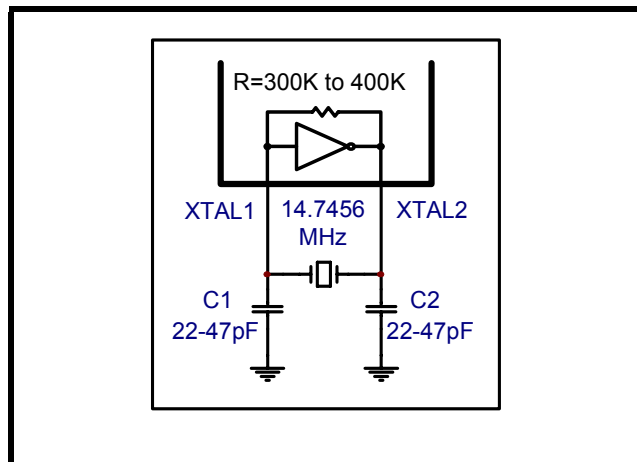 R=300K to 400K
XTAL1 14.7456 XTAL2
MHz
C1 C2
22-47pF 22-47pF